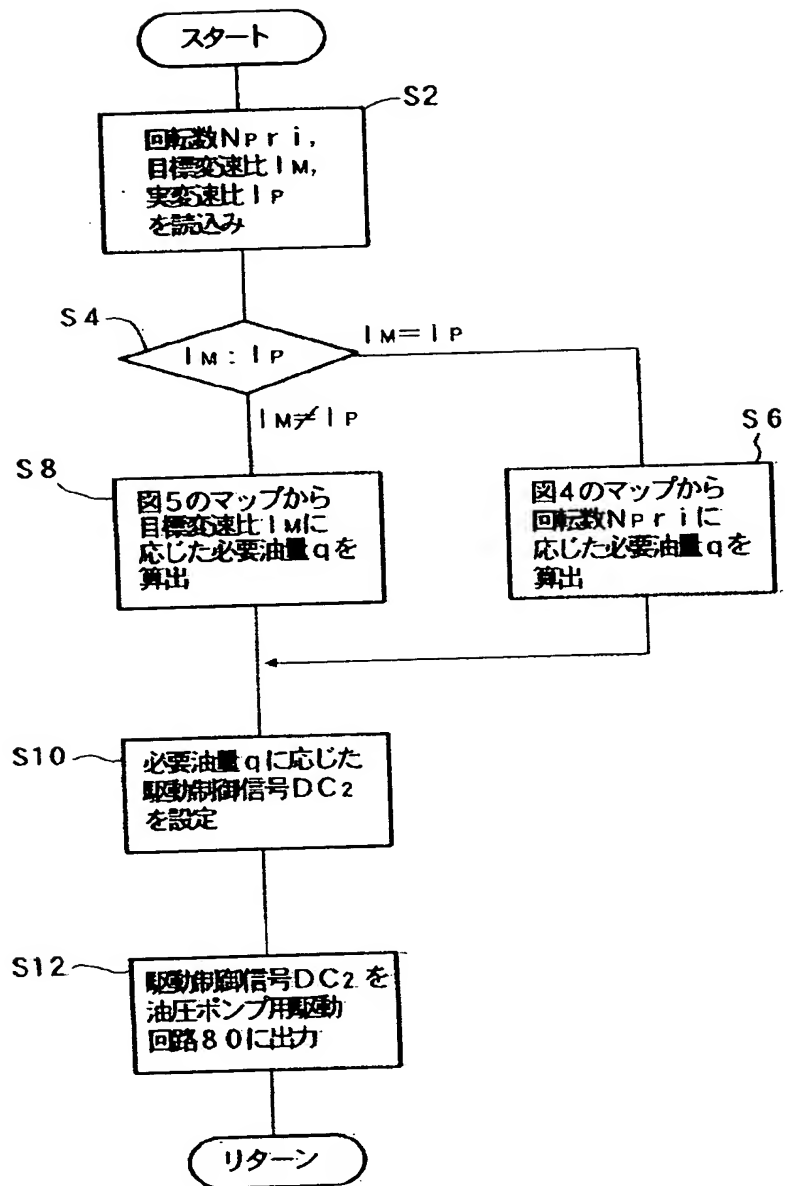 スタート
S2
回転数Npri,
目標変速比IM,
実変速比IP
を読込み
S4
IM:IP
IM=IP
IM≠IP
S8
図5のマップから
目標変速比IMに
応じた必要油量qを
算出
S6
図4のマップから
回転数Npriに
応じた必要油量qを
算出
S10
必要油量qに応じた
駆動制御信号DC2
を設定
S12
駆動制御信号DC2を
油圧ポンプ用駆動
回路80に出力
リターン